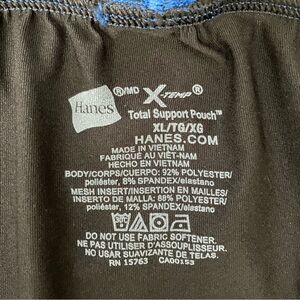 Hanes ®/MD X-TEMP®
Total Support Pouch™
XL/TG/XG
HANES.COM
MADE IN VIETNAM
FABRIQUÉ AU VIÊT-NAM
HECHO EN VIETNAM
BODY/CORPS/CUERPO: 92% POLYESTER/
poliéster, 8% SPANDEX/elastano
MESH INSERT/INSERTION EN MAILLES/
INSERTO DE MALLA: 88% POLYESTER/
poliéster, 12% SPANDEX/elastano
DO NOT USE FABRIC SOFTENER.
NE PAS UTILISER D'ASSOUPLISSEUR.
NO USAR SUAVIZANTE DE TELAS.
RN 15763 CA00153